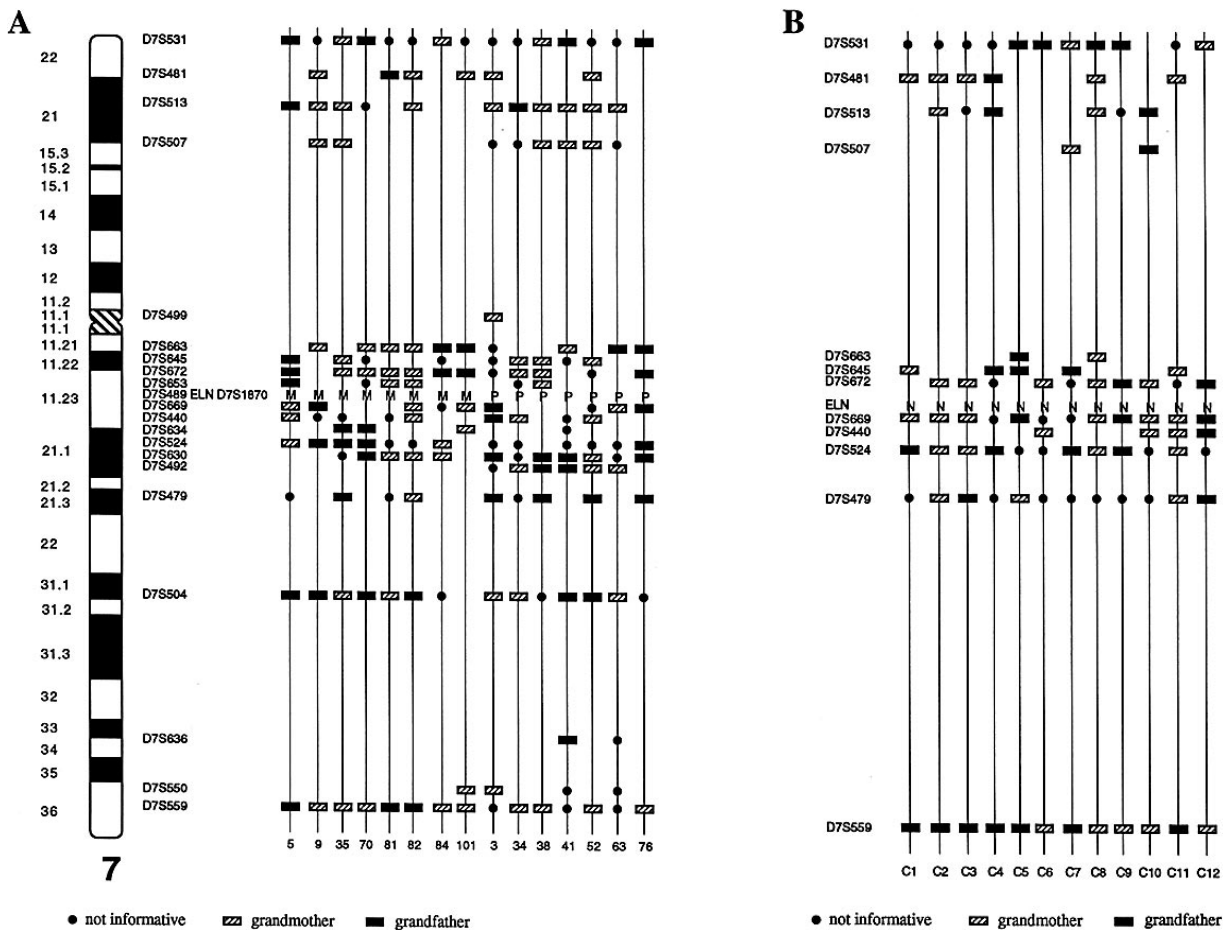 A
B
22
21
15.3
15.2
15.1
14
13
12
11.2
11.1
11.1
11.21
11.22
11.23
21.1
21.2
21.3
22
31.1
31.2
31.3
32
33
34
35
36
7
D7S531
D7S481
D7S513
D7S507
D7S499
D7S663
D7S645
D7S672
D7S653
D7S489 ELN D7S1870
D7S669
D7S440
D7S634
D7S524
D7S630
D7S492
D7S479
D7S504
D7S636
D7S550
D7S559
M M M M M M M M P P P P P P P
5 9 35 70 81 82 84 101 3 34 38 41 52 63 76
D7S531
D7S481
D7S513
D7S507
D7S663
D7S645
D7S672
ELN
D7S669
D7S440
D7S524
D7S479
D7S559
N N N N N N N N N N N N
C1 C2 C3 C4 C5 C6 C7 C8 C9 C10 C11 C12
not informative grandmother grandfather
not informative grandmother grandfather